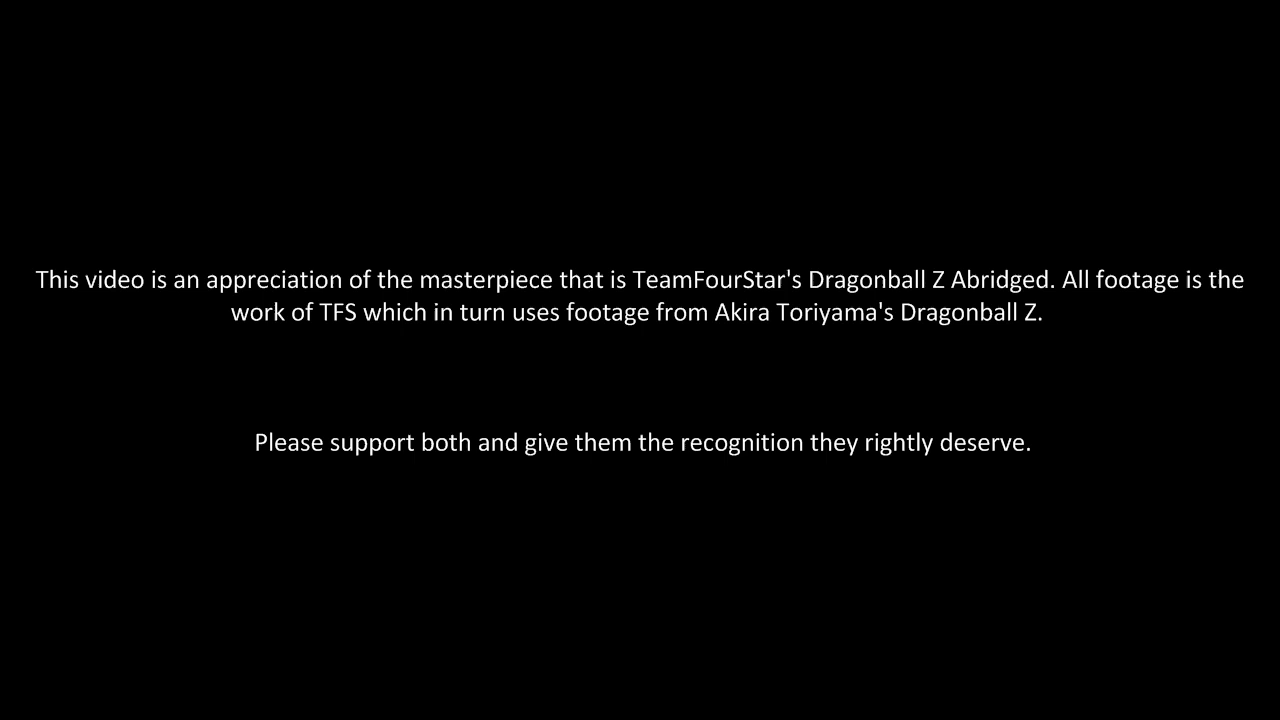 This video is an appreciation of the masterpiece that is TeamFourStar's Dragonball Z Abridged. All footage is the
work of TFS which in turn uses footage from Akira Toriyama's Dragonball Z.
Please support both and give them the recognition they rightly deserve.